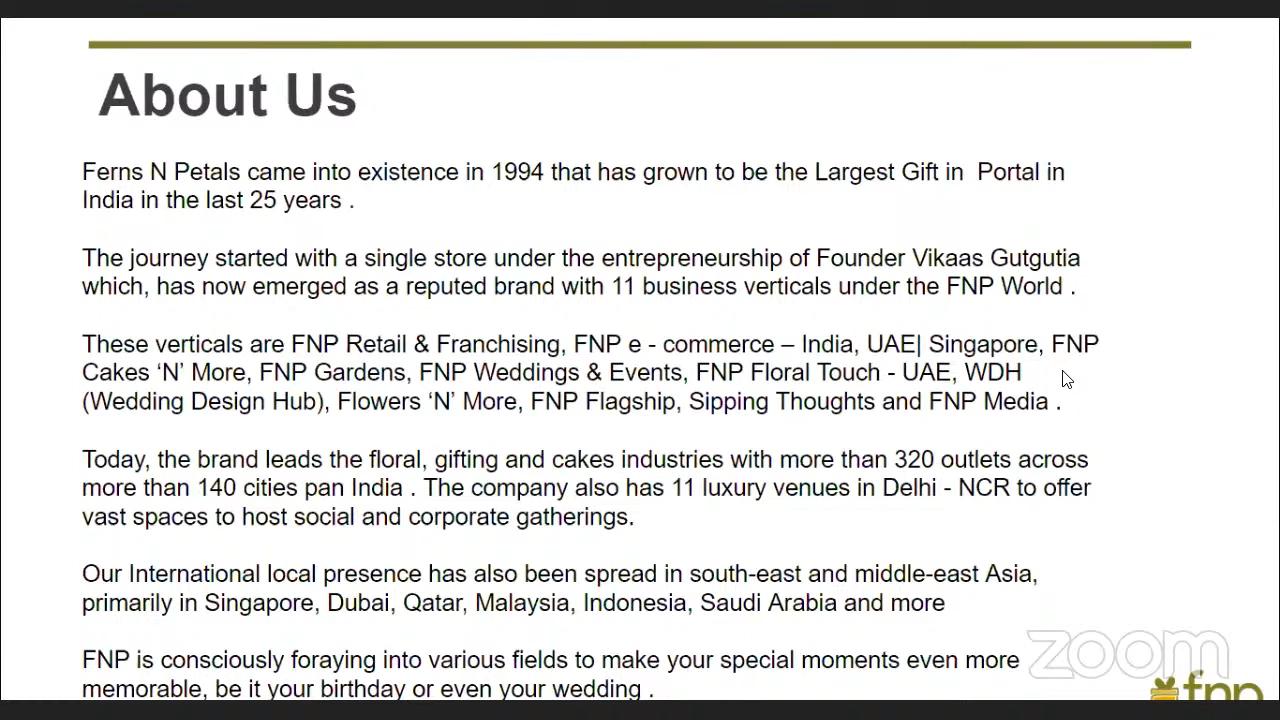 About Us
Ferns N Petals came into existence in 1994 that has grown to be the Largest Gift in  Portal in
India in the last 25 years .
The journey started with a single store under the entrepreneurship of Founder Vikaas Gutgutia
which, has now emerged as a reputed brand with 11 business verticals under the FNP World .
These verticals are FNP Retail & Franchising, FNP e - commerce – India, UAE| Singapore, FNP
Cakes ‘N’ More, FNP Gardens, FNP Weddings & Events, FNP Floral Touch - UAE, WDH
(Wedding Design Hub), Flowers ‘N’ More, FNP Flagship, Sipping Thoughts and FNP Media .
Today, the brand leads the floral, gifting and cakes industries with more than 320 outlets across
more than 140 cities pan India . The company also has 11 luxury venues in Delhi - NCR to offer
vast spaces to host social and corporate gatherings.
Our International local presence has also been spread in south-east and middle-east Asia,
primarily in Singapore, Dubai, Qatar, Malaysia, Indonesia, Saudi Arabia and more
FNP is consciously foraying into various fields to make your special moments even more
memorable, be it your birthday or even your wedding .
zoom
fnp